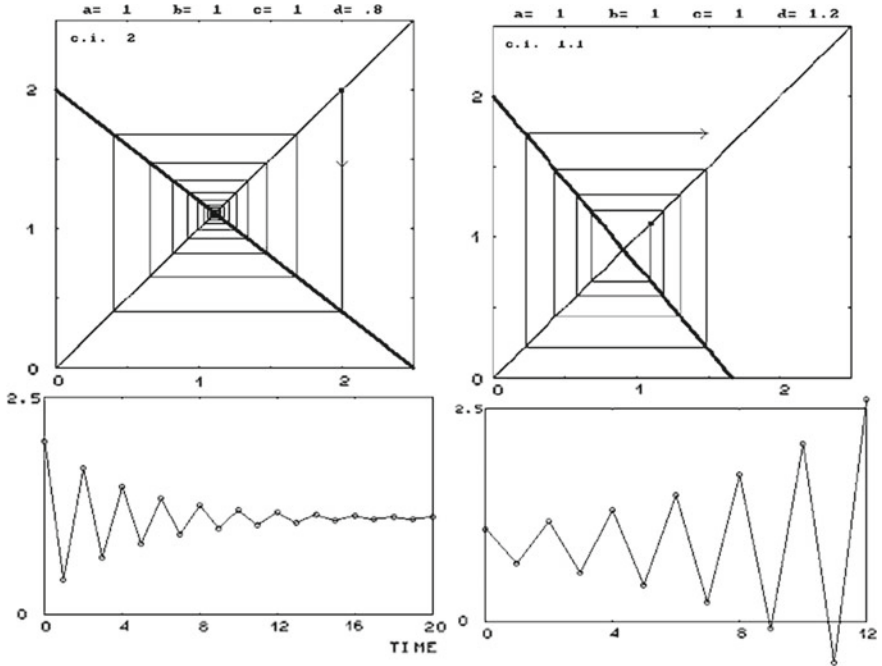 a= 1 b= 1 c= 1 d= .8
c.i. 2
2
1
0
0 1 2
2.5
0
0 4 8 12 16 20
TIME
a= 1 b= 1 c= 1 d= 1.2
c.i. 1.1
2
1
0
0 1 2
2.5
0
0 4 8 12